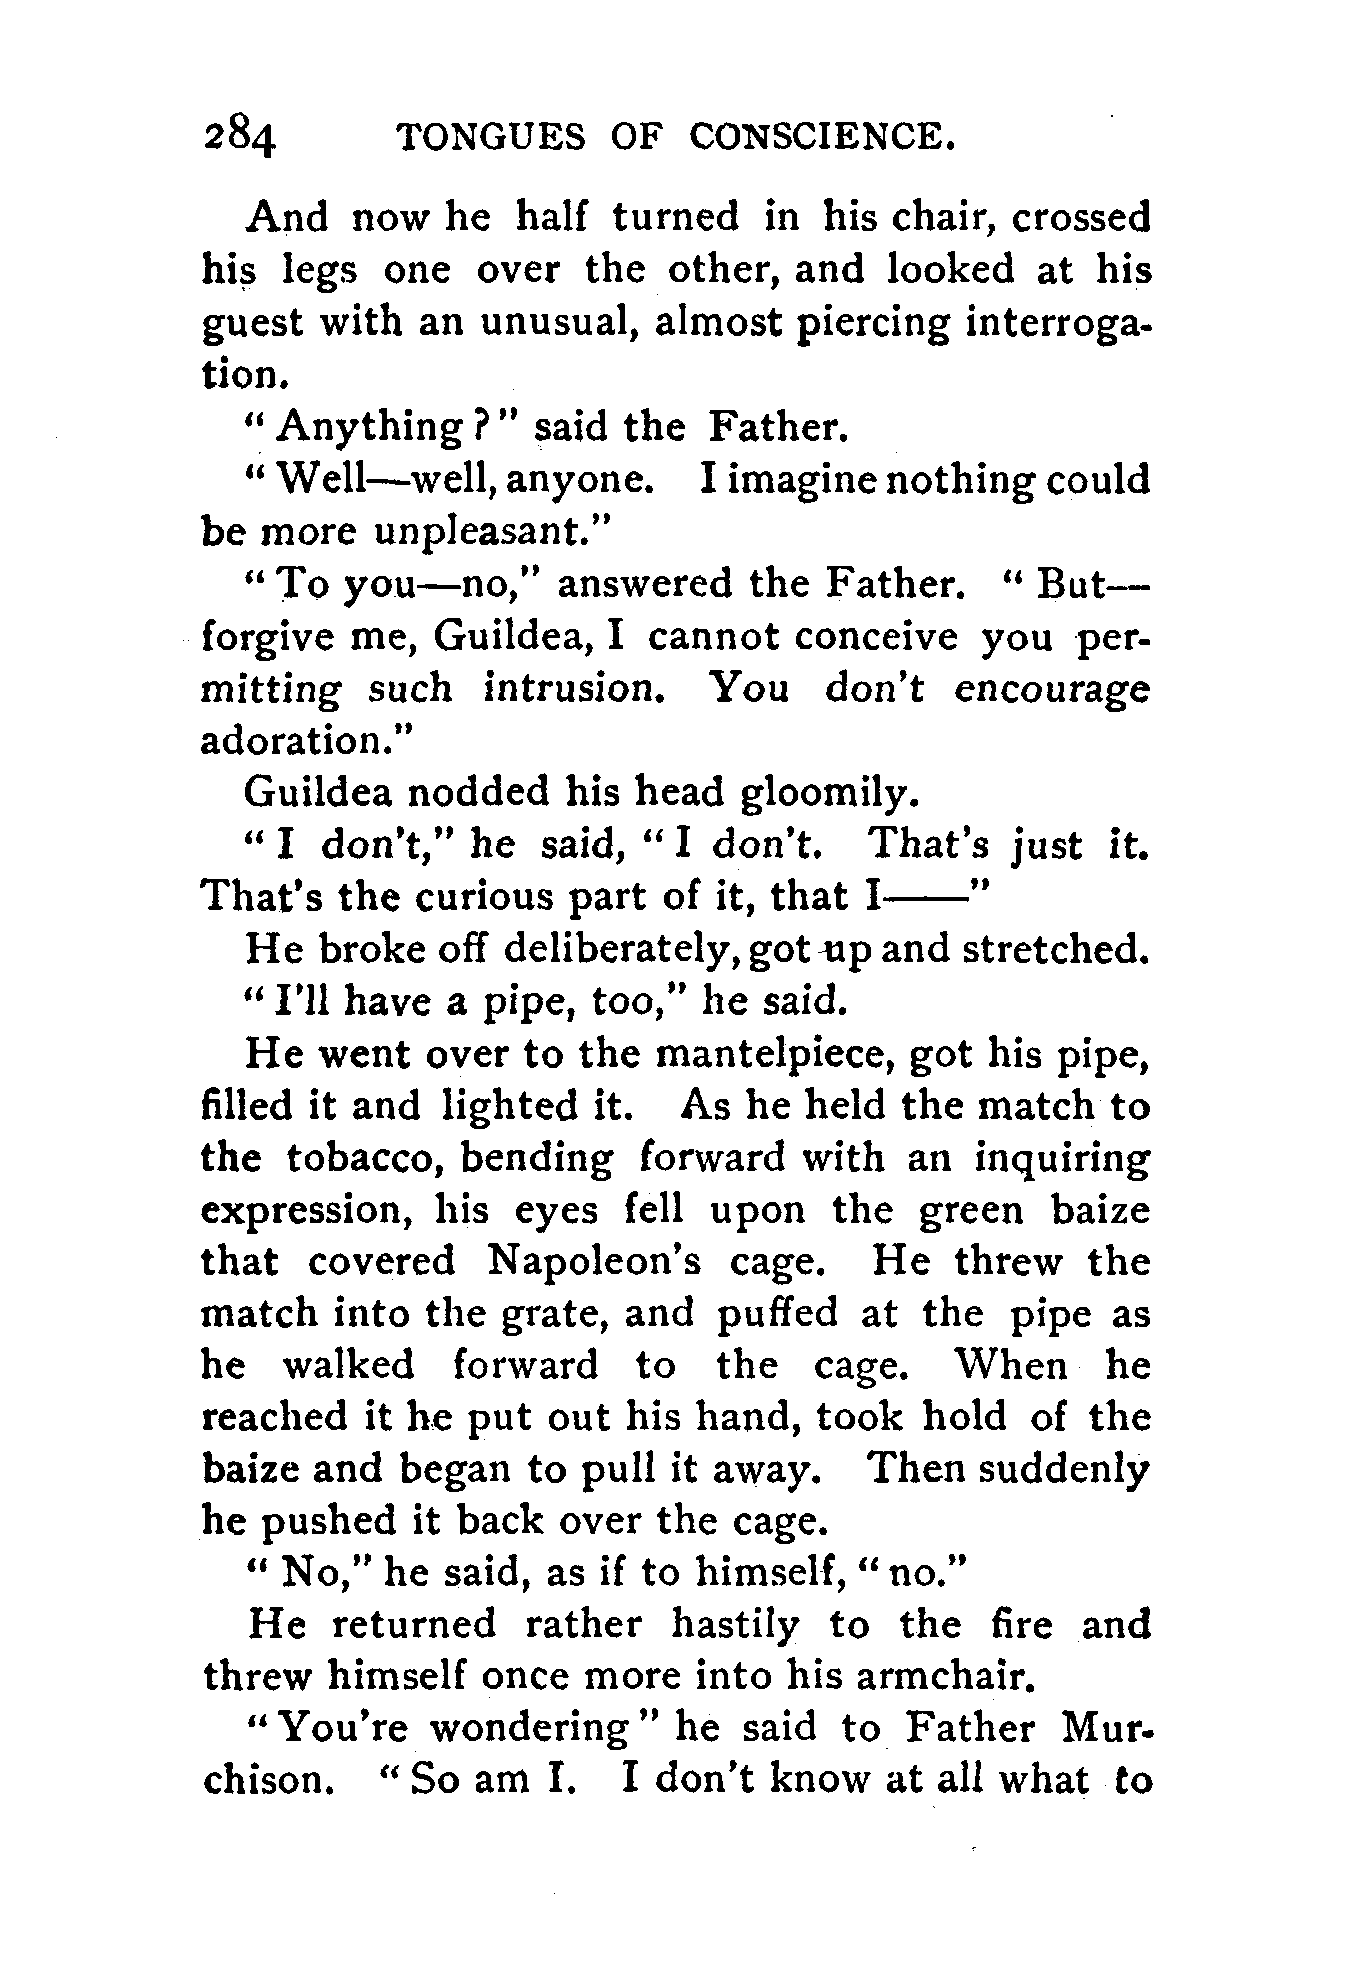 284 TONGUES OF CONSCIENCE.
And now he half turned in his chair, crossed
his legs one over the other, and looked at his
guest with an unusual, almost piercing interroga-
tion.
" Anything ? " said the Father.
" Well—well, anyone. I imagine nothing could
be more unpleasant."
" To you—no," answered the Father. " But—
forgive me, Guildea, I cannot conceive you per-
mitting such intrusion. You don't encourage
adoration."
Guildea nodded his head gloomily.
" I don't," he said, " I don't. That's just it.
That's the curious part of it, that I——"
He broke off deliberately, got up and stretched.
" I'll have a pipe, too," he said.
He went over to the mantelpiece, got his pipe,
filled it and lighted it. As he held the match to
the tobacco, bending forward with an inquiring
expression, his eyes fell upon the green baize
that covered Napoleon's cage. He threw the
match into the grate, and puffed at the pipe as
he walked forward to the cage. When he
reached it he put out his hand, took hold of the
baize and began to pull it away. Then suddenly
he pushed it back over the cage.
" No," he said, as if to himself, " no."
He returned rather hastily to the fire and
threw himself once more into his armchair.
" You're wondering " he said to Father Mur-
chison. " So am I. I don't know at all what to